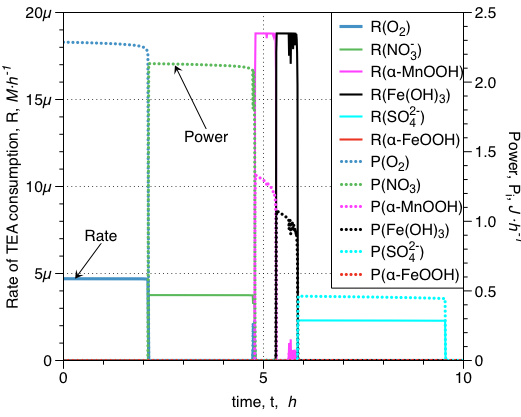 Rate of TEA consumption, R, M·h⁻¹
20μ
15μ
10μ
5μ
0
Power
Rate
R(O₂)
R(NO₃⁻)
R(α-MnOOH)
R(Fe(OH)₃)
R(SO₄²⁻)
R(α-FeOOH)
P(O₂)
P(NO₃)
P(α-MnOOH)
P(Fe(OH)₃)
P(SO₄²⁻)
P(α-FeOOH)
2.5
2.0
1.5
1.0
0.5
0
Power, Pᵢ, J·h⁻¹
0
5
10
time, t, h